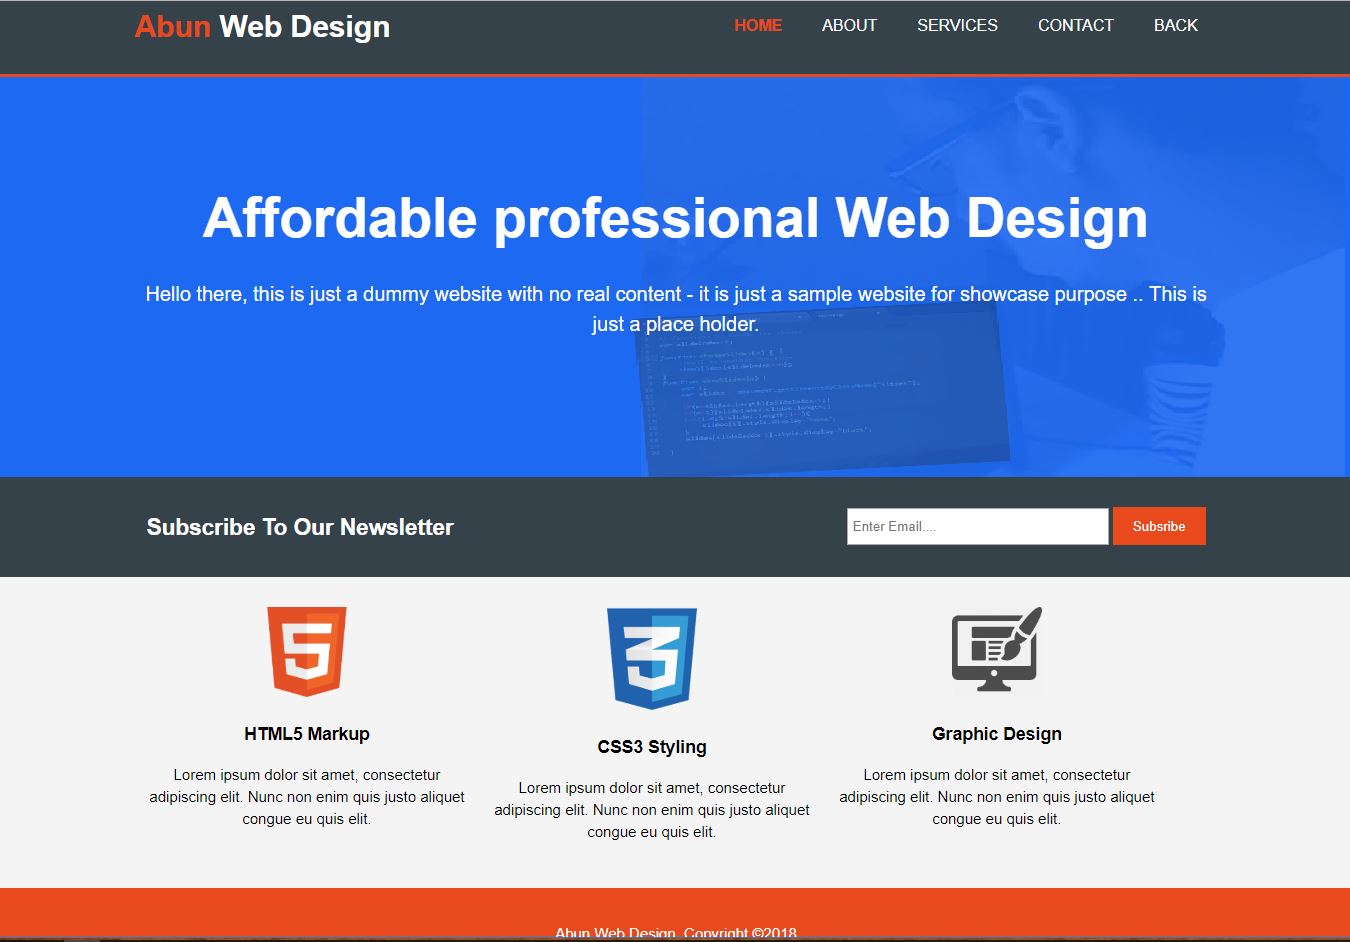 Abun Web Design
HOME ABOUT SERVICES CONTACT BACK
Affordable professional Web Design
Hello there, this is just a dummy website with no real content - it is just a sample website for showcase purpose .. This is
just a place holder.
Subscribe To Our Newsletter
Enter Email.... Subsribe
HTML5 Markup
Lorem ipsum dolor sit amet, consectetur
adipiscing elit. Nunc non enim quis justo aliquet
congue eu quis elit.
CSS3 Styling
Lorem ipsum dolor sit amet, consectetur
adipiscing elit. Nunc non enim quis justo aliquet
congue eu quis elit.
Graphic Design
Lorem ipsum dolor sit amet, consectetur
adipiscing elit. Nunc non enim quis justo aliquet
congue eu quis elit.
Abun Web Design, Copyright ©2018